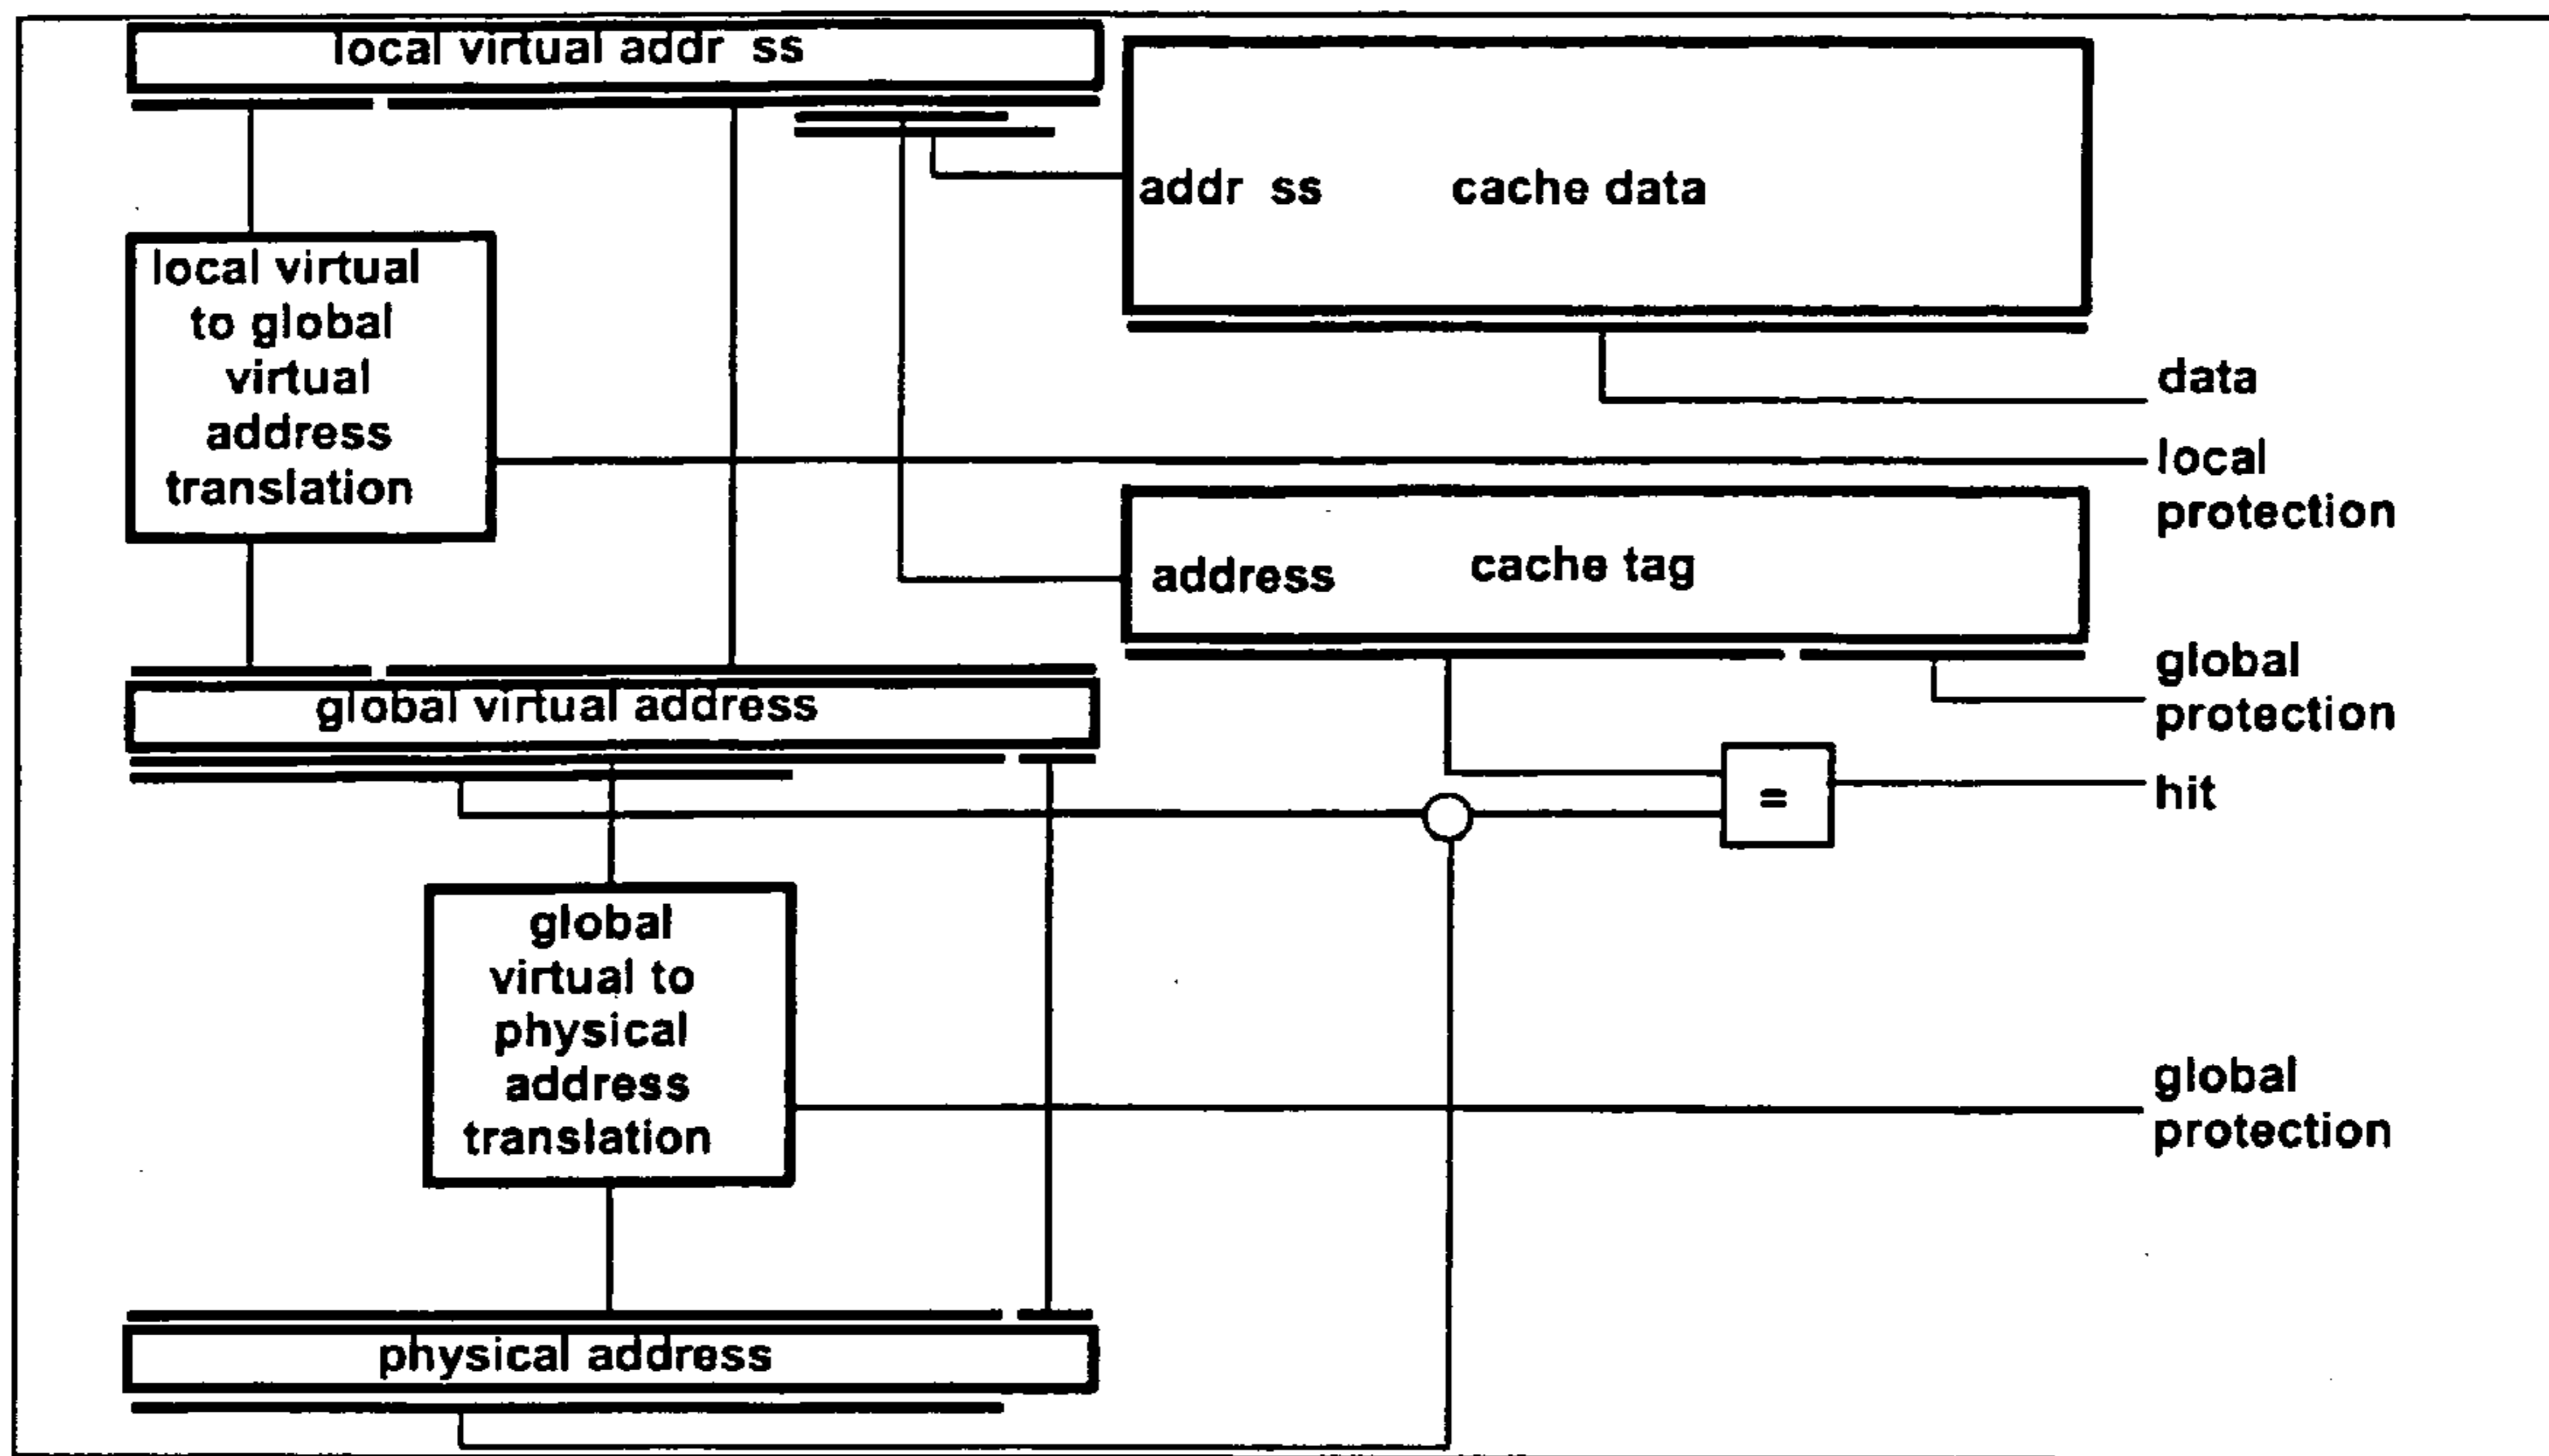 local virtual addr ss
addr ss
cache data
local virtual
to global
virtual
address
translation
data
local
protection
address
cache tag
global
protection
global virtual address
=
hit
global
virtual to
physical
address
translation
global
protection
physical address